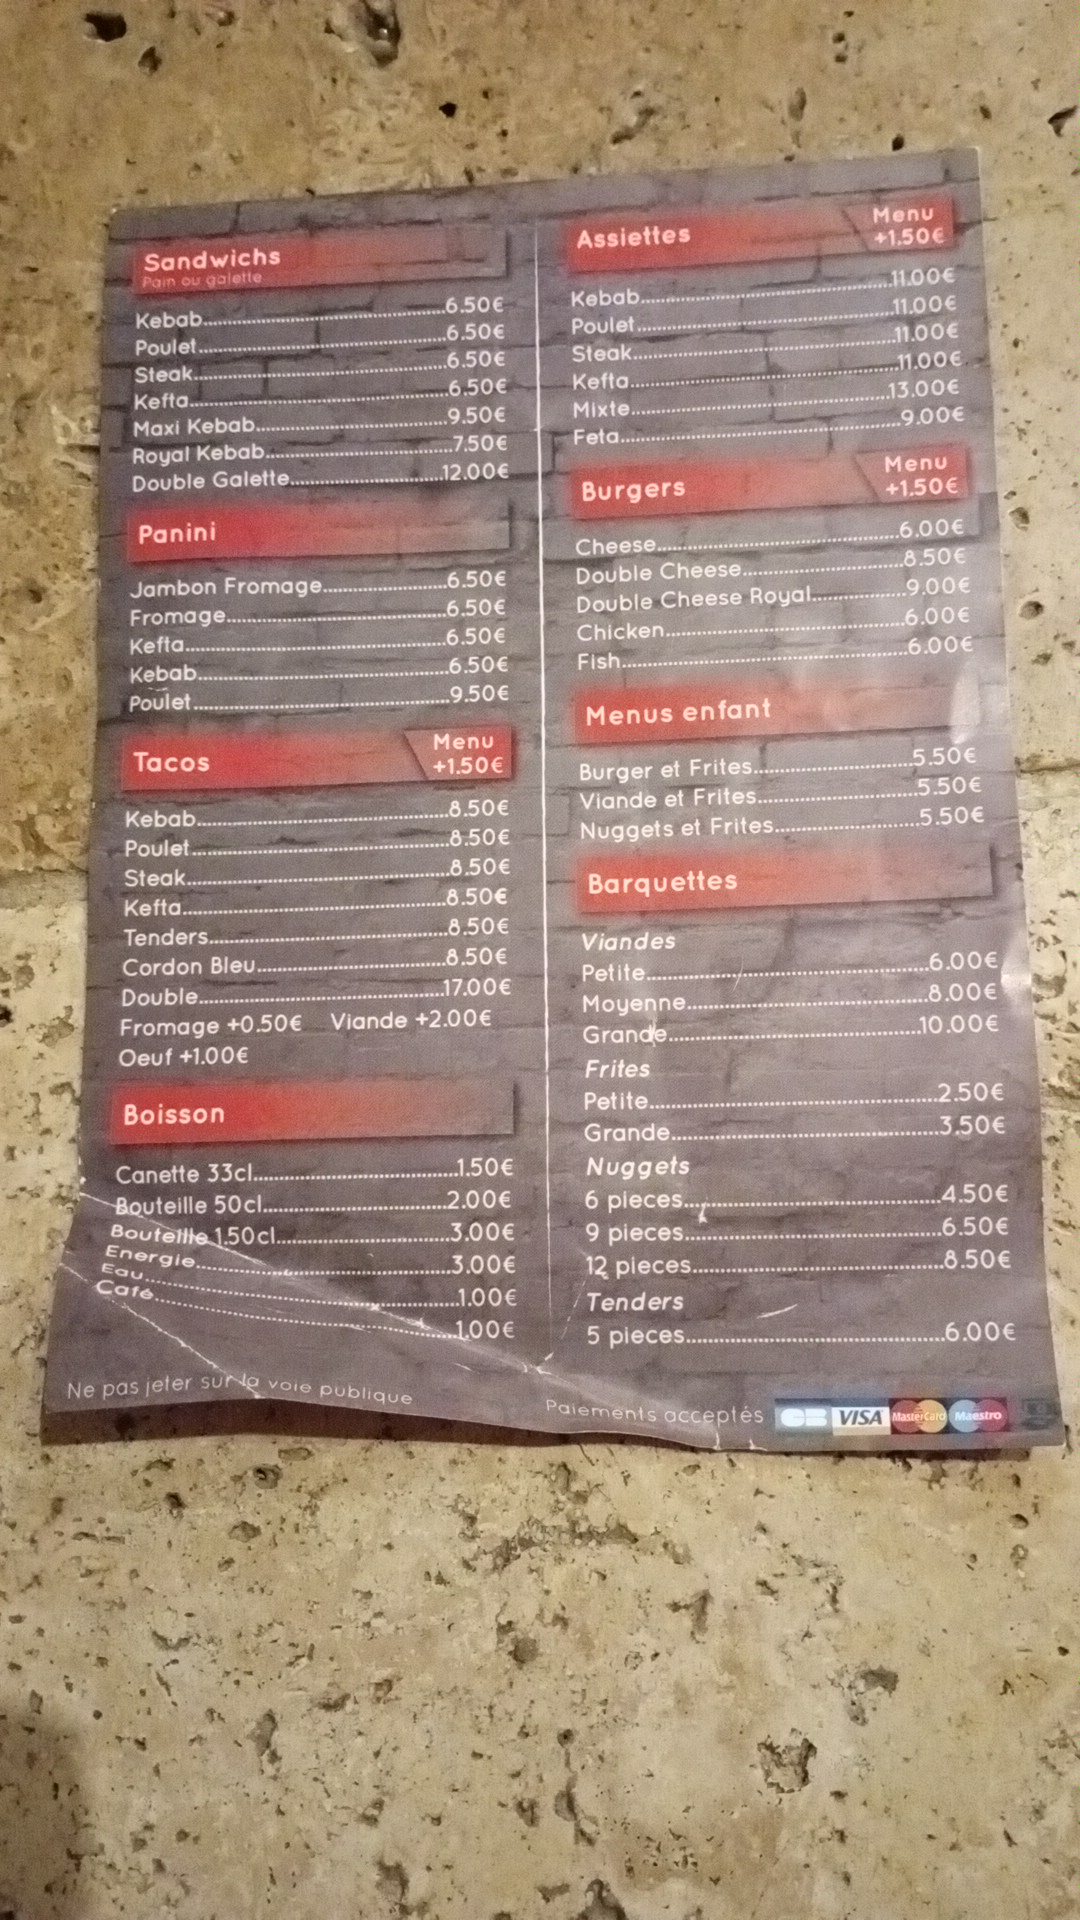 Sandwichs
Pain ou galette
Kebab 6.50€
Poulet 6.50€
Steak 6.50€
Kefta 6.50€
Maxi Kebab 9.50€
Royal Kebab 7.50€
Double Galette 12.00€
Panini
Jambon Fromage 6.50€
Fromage 6.50€
Kefta 6.50€
Kebab 6.50€
Poulet 9.50€
Tacos
Menu
+1.50€
Kebab 8.50€
Poulet 8.50€
Steak 8.50€
Kefta 8.50€
Tenders 8.50€
Cordon Bleu 8.50€
Double 17.00€
Fromage +0.50€ Viande +2.00€
Oeuf +1.00€
Boisson
Canette 33cl 1.50€
Bouteille 50cl 2.00€
Bouteille 1.50cl 3.00€
Energie 3.00€
Eau 1.00€
Café 1.00€
Ne pas jeter sur la voie publique
Assiettes
Menu
+1.50€
Kebab 11.00€
Poulet 11.00€
Steak 11.00€
Kefta 11.00€
Mixte 13.00€
Feta 9.00€
Burgers
Menu
+1.50€
Cheese 6.00€
Double Cheese 8.50€
Double Cheese Royal 9.00€
Chicken 6.00€
Fish 6.00€
Menus enfant
Burger et Frites 5.50€
Viande et Frites 5.50€
Nuggets et Frites 5.50€
Barquettes
Viandes
Petite 6.00€
Moyenne 8.00€
Grande 10.00€
Frites
Petite 2.50€
Grande 3.50€
Nuggets
6 pieces 4.50€
9 pieces 6.50€
12 pieces 8.50€
Tenders
5 pieces 6.00€
Paiements acceptés CB VISA MasterCard Maestro